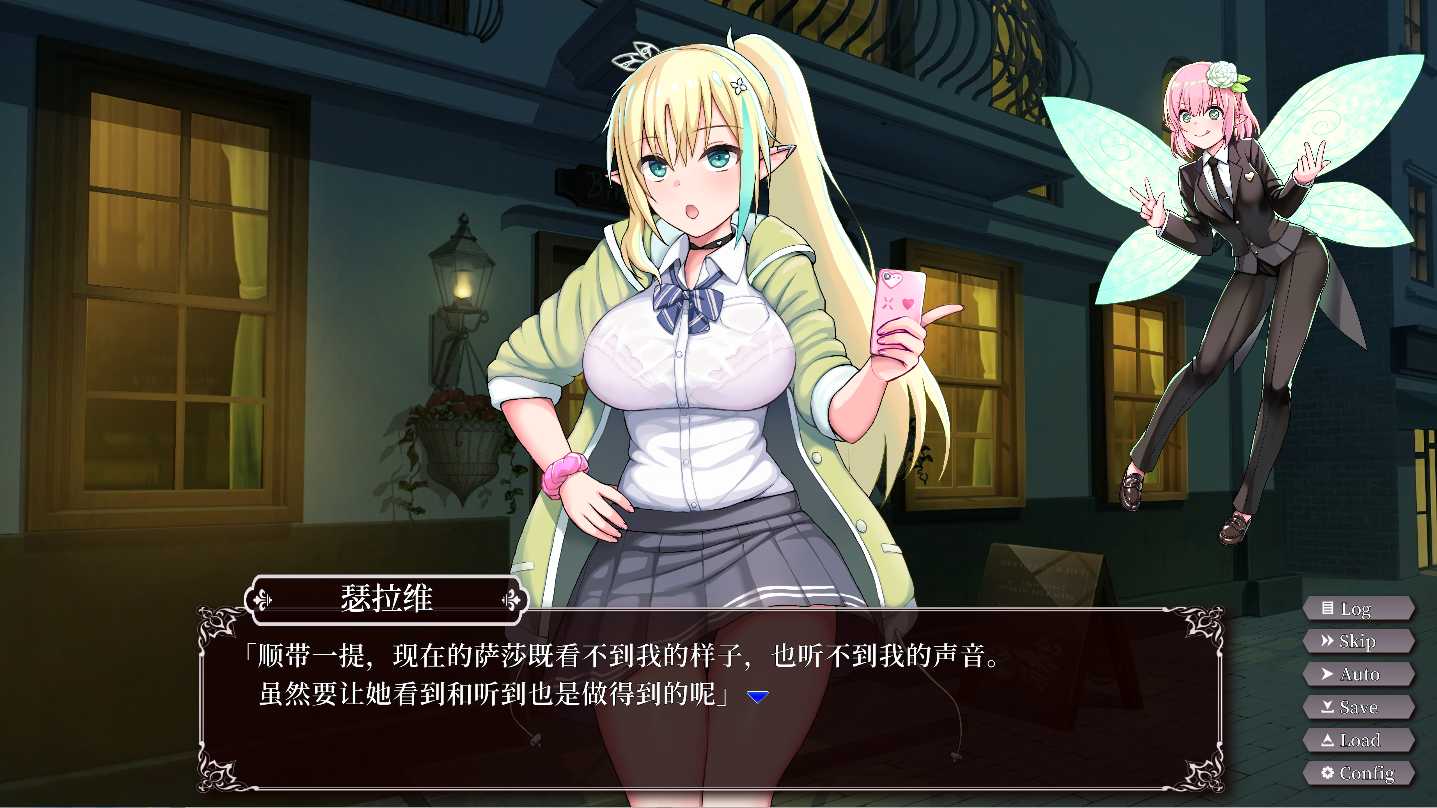 瑟拉维
「顺带一提，现在的萨莎既看不到我的样子，也听不到我的声音。
虽然要让她看到和听到也是做得到的呢」
Log
Skip
Auto
Save
Load
Config